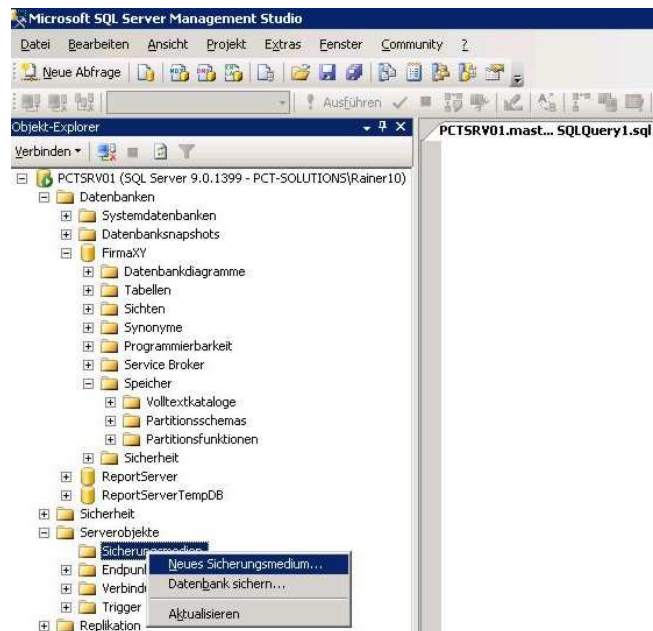 Microsoft SQL Server Management Studio
Datei Bearbeiten Ansicht Projekt Extras Fenster Community ?
Neue Abfrage
Ausführen
Objekt-Explorer
PCTSRV01.mast... SQLQuery1.sql
Verbinden
PCTSRV01 (SQL Server 9.0.1399 - PCT-SOLUTIONS\Rainer10)
Datenbanken
Systemdatenbanken
Datenbanksnapshots
FirmaXY
Datenbankdiagramme
Tabellen
Sichten
Synonyme
Programmierbarkeit
Service Broker
Speicher
Volltextkataloge
Partitionsschemas
Partitionsfunktionen
Sicherheit
ReportServer
ReportServerTempDB
Sicherheit
Serverobjekte
Sicherungsmedien
Neues Sicherungsmedium...
Endpun
Datenbank sichern...
Verbind
Trigger
Aktualisieren
Replikation